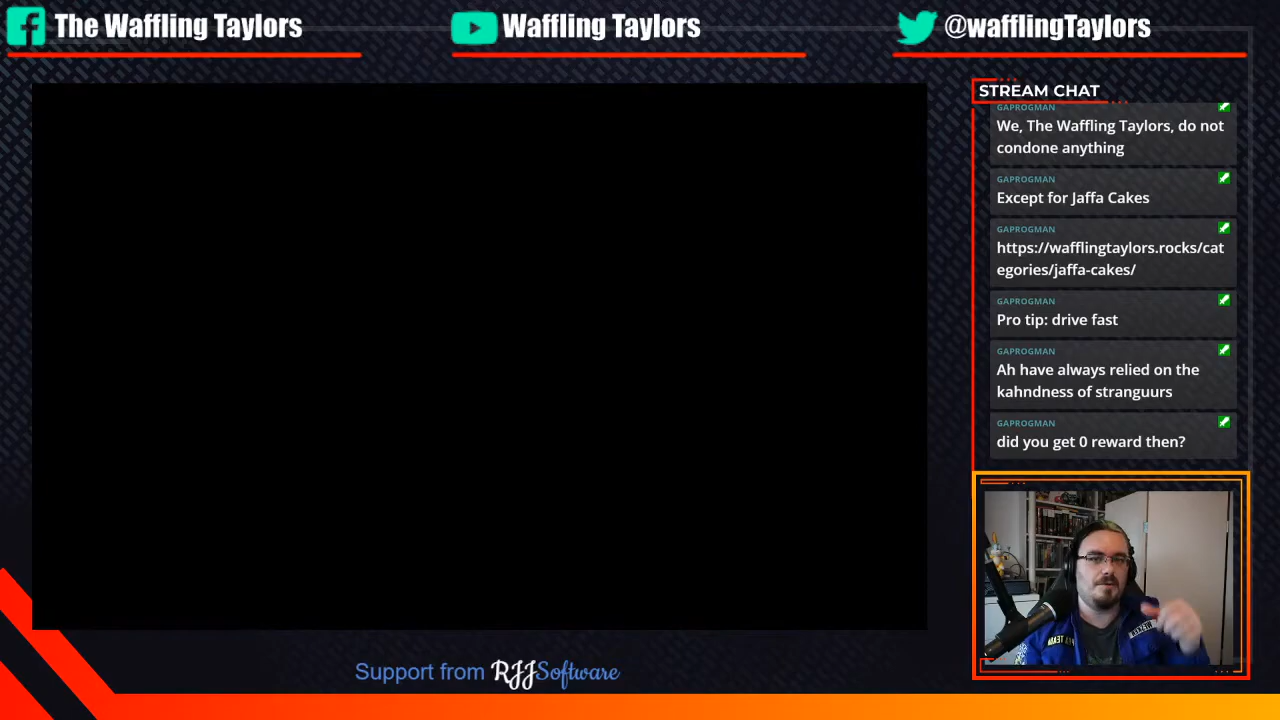 The Waffling Taylors
Waffling Taylors
@wafflingTaylors
STREAM CHAT
GAPROGMAN
We, The Waffling Taylors, do not
condone anything
GAPROGMAN
Except for Jaffa Cakes
GAPROGMAN
https://wafflingtaylors.rocks/cat
egories/jaffa-cakes/
GAPROGMAN
Pro tip: drive fast
GAPROGMAN
Ah have always relied on the
kahndness of stranguurs
GAPROGMAN
did you get 0 reward then?
Support from RJJ Software